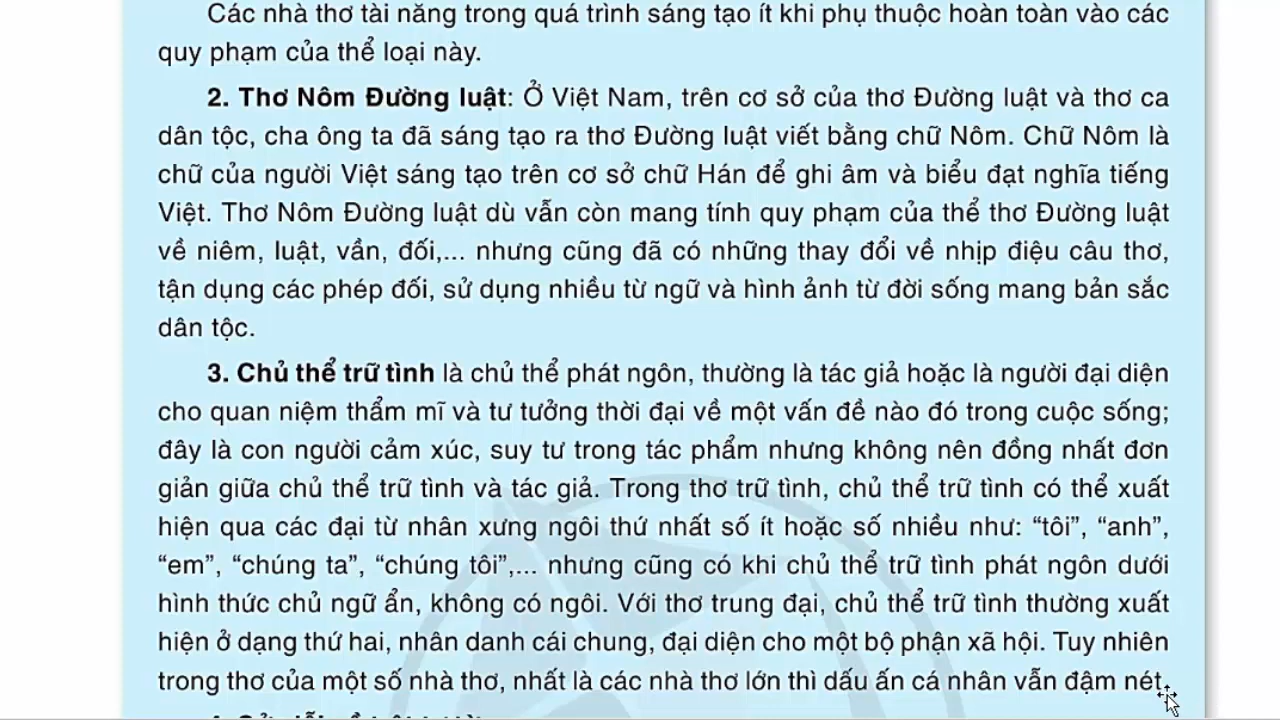 Các nhà thơ tài năng trong quá trình sáng tạo ít khi phụ thuộc hoàn toàn vào các
quy phạm của thể loại này.
2. Thơ Nôm Đường luật: Ở Việt Nam, trên cơ sở của thơ Đường luật và thơ ca
dân tộc, cha ông ta đã sáng tạo ra thơ Đường luật viết bằng chữ Nôm. Chữ Nôm là
chữ của người Việt sáng tạo trên cơ sở chữ Hán để ghi âm và biểu đạt nghĩa tiếng
Việt. Thơ Nôm Đường luật dù vẫn còn mang tính quy phạm của thể thơ Đường luật
về niêm, luật, vần, đối,... nhưng cũng đã có những thay đổi về nhịp điệu câu thơ,
tận dụng các phép đối, sử dụng nhiều từ ngữ và hình ảnh từ đời sống mang bản sắc
dân tộc.
3. Chủ thể trữ tình là chủ thể phát ngôn, thường là tác giả hoặc là người đại diện
cho quan niệm thẩm mĩ và tư tưởng thời đại về một vấn đề nào đó trong cuộc sống;
đây là con người cảm xúc, suy tư trong tác phẩm nhưng không nên đồng nhất đơn
giản giữa chủ thể trữ tình và tác giả. Trong thơ trữ tình, chủ thể trữ tình có thể xuất
hiện qua các đại từ nhân xưng ngôi thứ nhất số ít hoặc số nhiều như: “tôi”, “anh”,
“em”, “chúng ta”, “chúng tôi”,... nhưng cũng có khi chủ thể trữ tình phát ngôn dưới
hình thức chủ ngữ ẩn, không có ngôi. Với thơ trung đại, chủ thể trữ tình thường xuất
hiện ở dạng thứ hai, nhân danh cái chung, đại diện cho một bộ phận xã hội. Tuy nhiên
trong thơ của một số nhà thơ, nhất là các nhà thơ lớn thì dấu ấn cá nhân vẫn đậm nét.